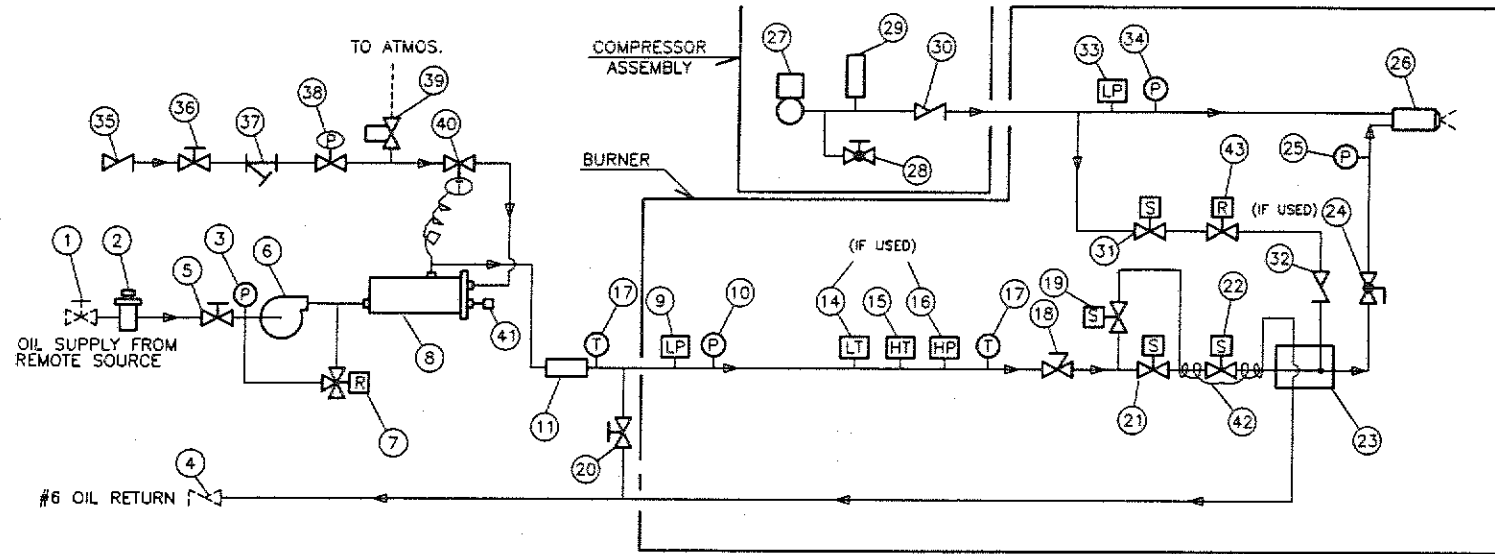 TO ATMOS.
COMPRESSOR
ASSEMBLY
27
29
30
33
34
26
35
36
37
38
39
40
P
LP
P
28
25
P
BURNER
T
43
S
R
(IF USED)
24
31
32
1
2
3
5
6
P
(IF USED)
17
9
10
14
15
16
17
18
19
22
S
S
S
OIL SUPPLY FROM
REMOTE SOURCE
8
41
T
LP
P
LT
HT
HP
T
R
7
11
20
21
42
23
4
#6 OIL RETURN